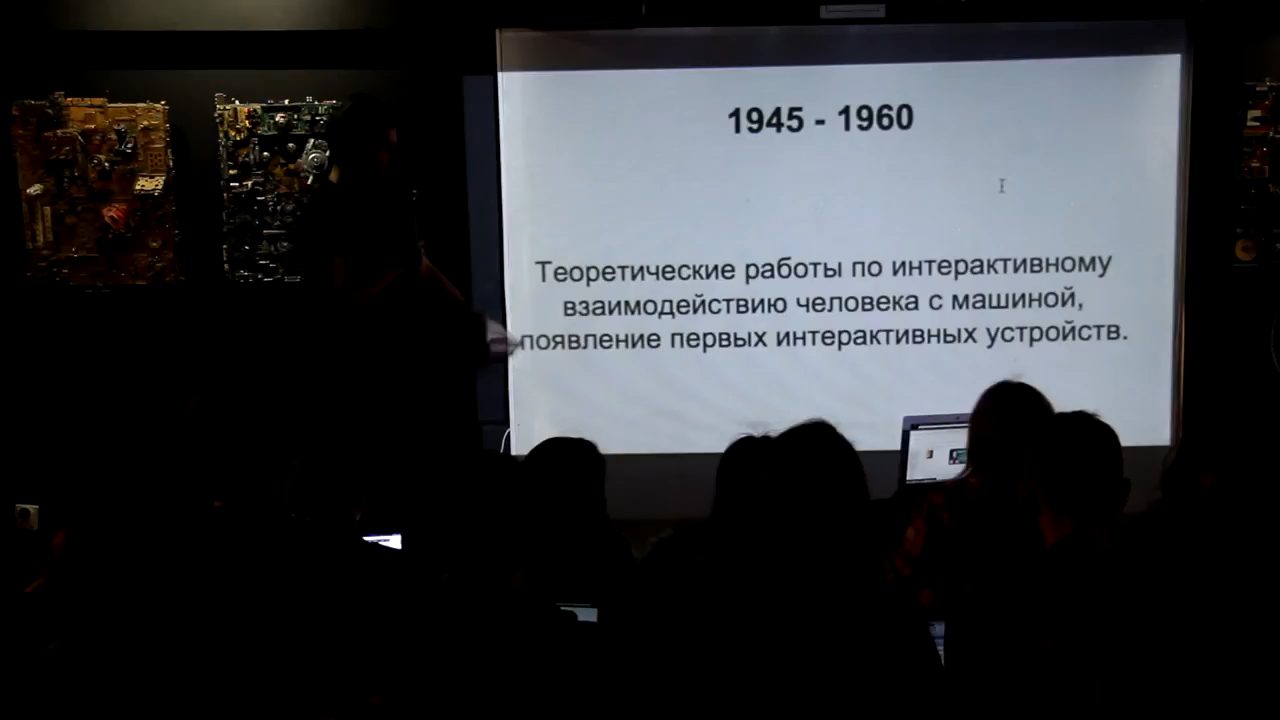 1945 - 1960
Теоретические работы по интерактивному
взаимодействию человека с машиной,
появление первых интерактивных устройств.